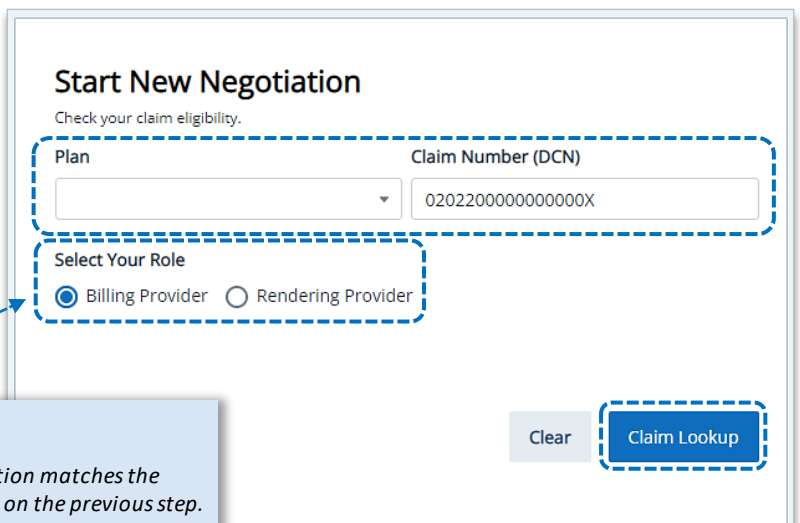 Start New Negotiation
Check your claim eligibility.
Plan
Claim Number (DCN)
0202200000000000X
Select Your Role
Billing Provider
Rendering Provider
Clear
Claim Lookup
matches the
on the previous step.